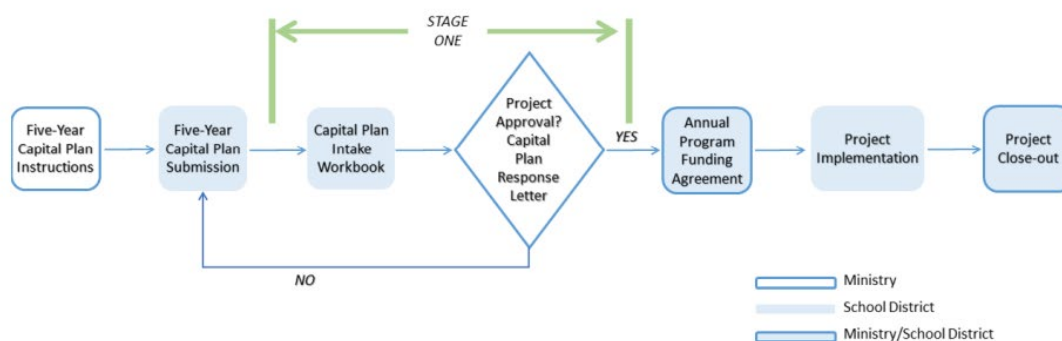 STAGE
ONE
Five-Year
Capital Plan
Instructions
Five-Year
Capital Plan
Submission
Capital Plan
Intake
Workbook
Project
Approval?
Capital
Plan
Response
Letter
YES
Annual
Program
Funding
Agreement
Project
Implementation
Project
Close-out
NO
Ministry
School District
Ministry/School District